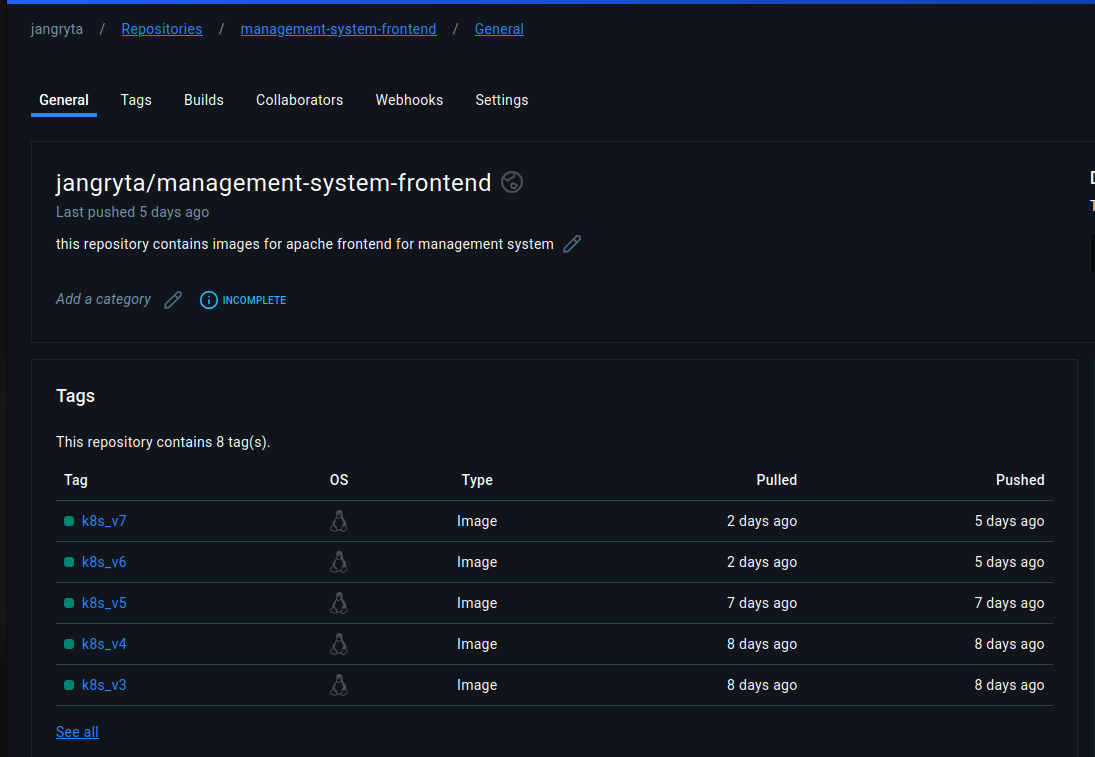 jangryta / Repositories / management-system-frontend / General
General Tags Builds Collaborators Webhooks Settings
jangryta/management-system-frontend
Last pushed 5 days ago
this repository contains images for apache frontend for management system
Add a category INCOMPLETE
Tags
This repository contains 8 tag(s).
Tag OS Type Pulled Pushed
k8s_v7 Image 2 days ago 5 days ago
k8s_v6 Image 2 days ago 5 days ago
k8s_v5 Image 7 days ago 7 days ago
k8s_v4 Image 8 days ago 8 days ago
k8s_v3 Image 8 days ago 8 days ago
See all